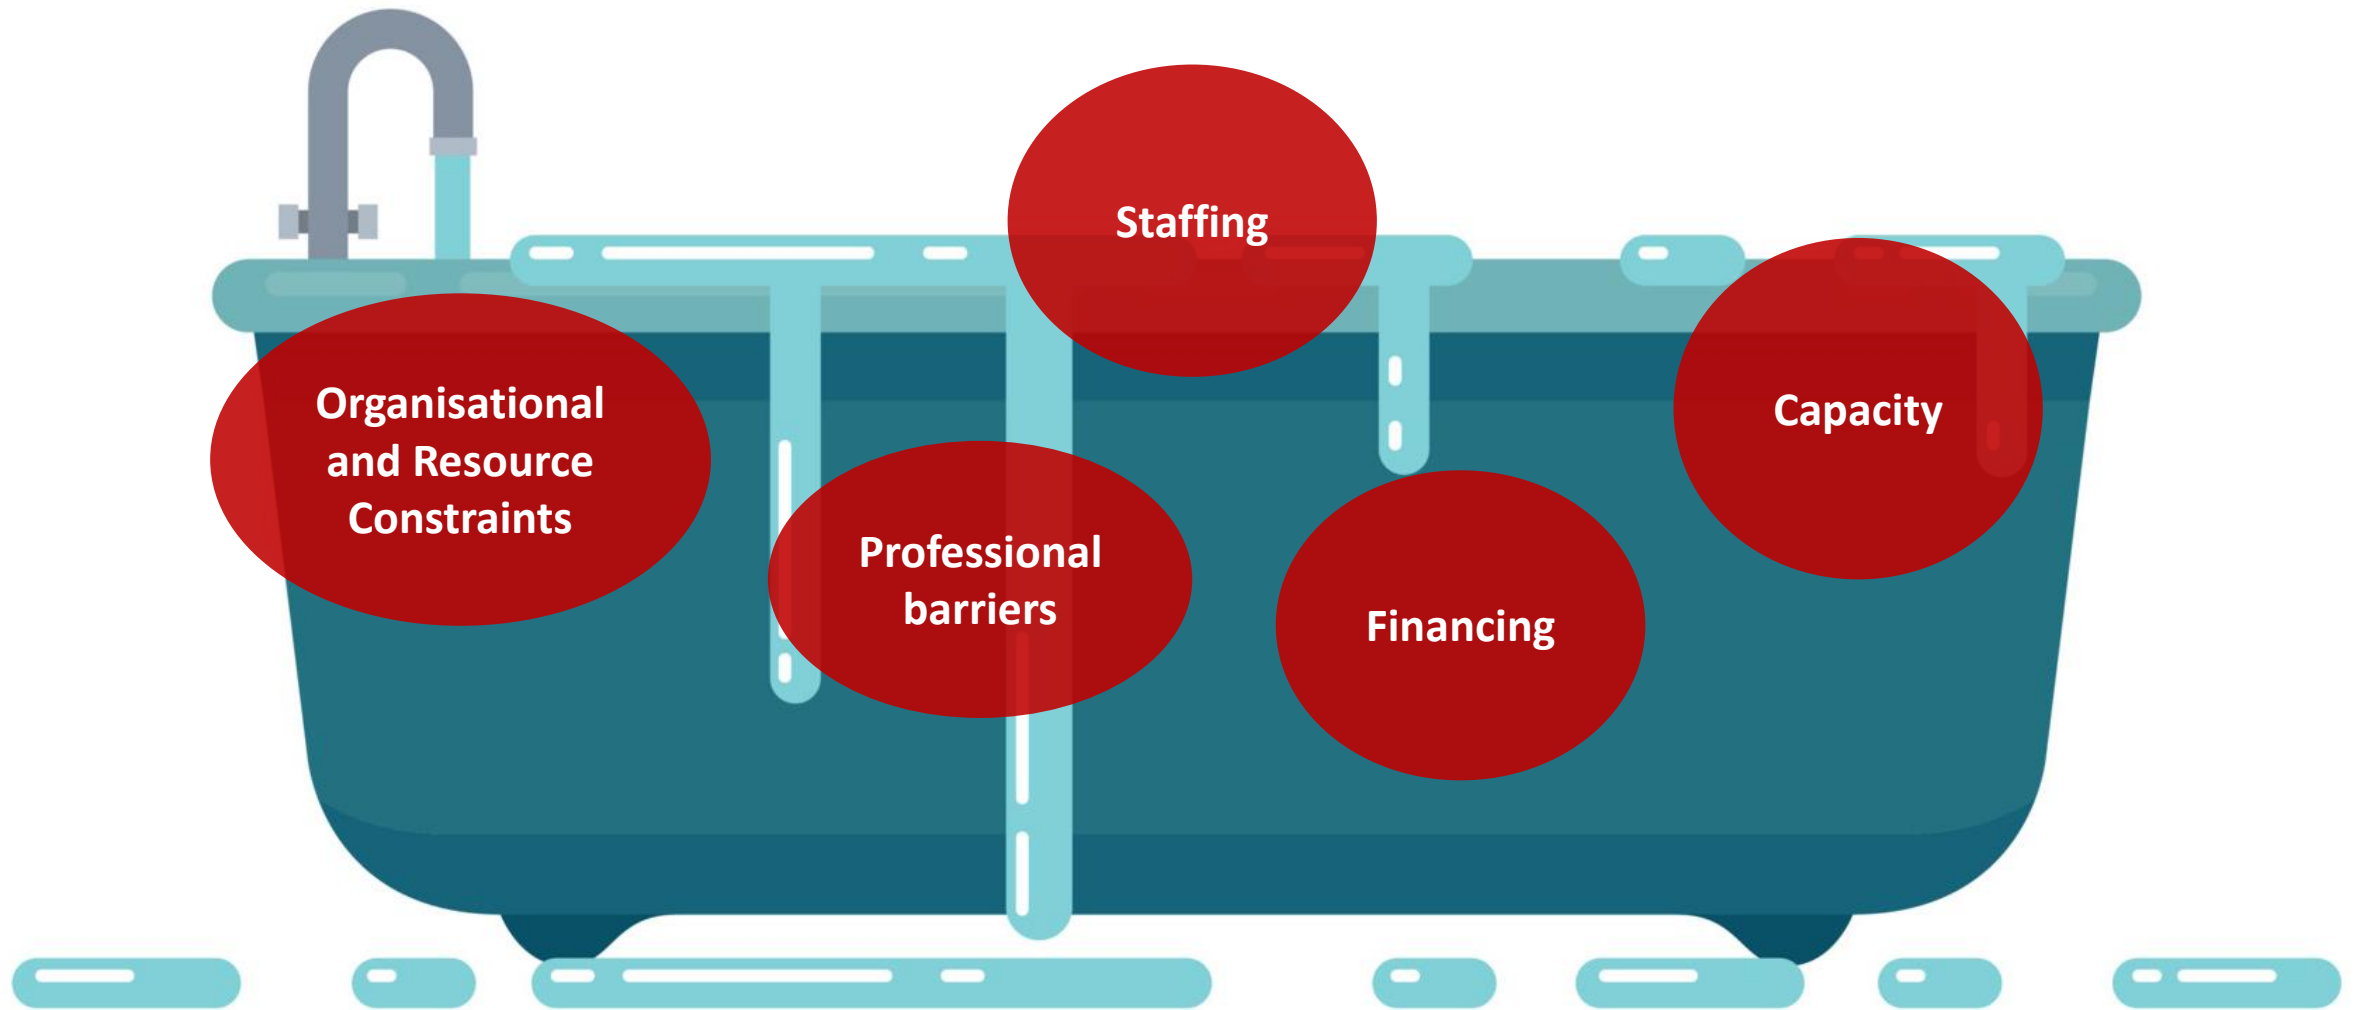 Staffing
Organisational
and Resource
Constraints
Professional
barriers
Financing
Capacity